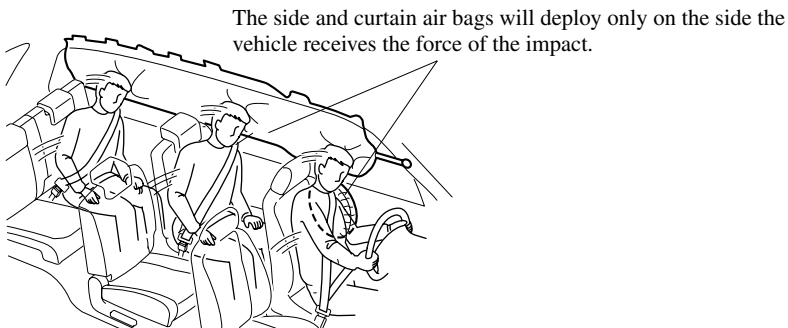 The side and curtain air bags will deploy only on the side the
vehicle receives the force of the impact.